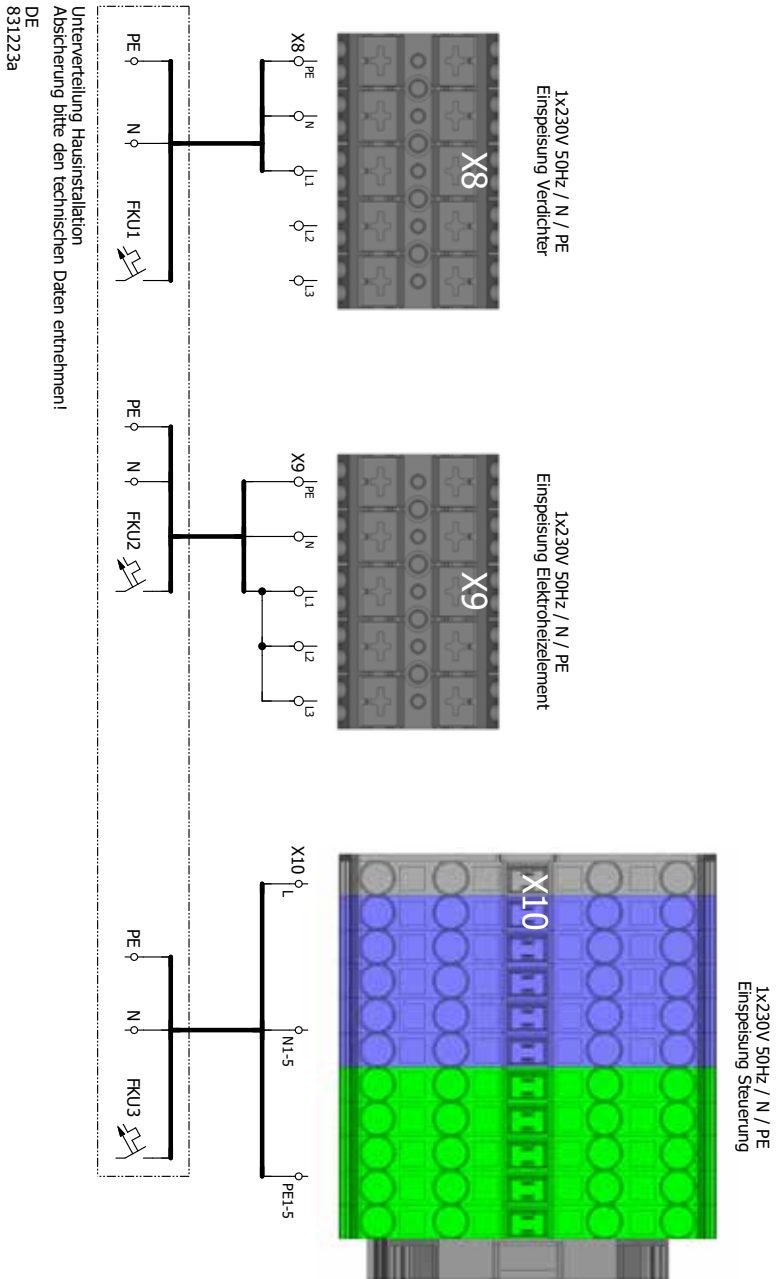 1x230V 50Hz / N / PE
Einspeisung Verdichter
X8
X8
PE
N
L1
L2
L3
PE
N
FKU1
1x230V 50Hz / N / PE
Einspeisung Elektroheizelement
X9
X9
PE
N
L1
L2
L3
PE
N
FKU2
1x230V 50Hz / N / PE
Einspeisung Steuerung
X10
X10
L
N1-5
PE1-5
PE
N
FKU3
Unterverteilung Hausinstallation
Absicherung bitte den technischen Daten entnehmen!
DE
831223a